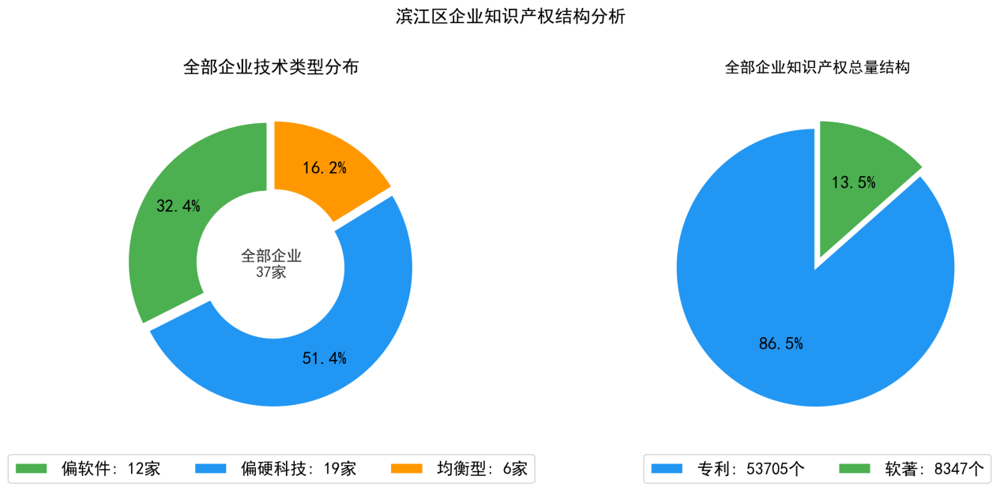 滨江区企业知识产权结构分析
全部企业技术类型分布
16.2%
32.4%
全部企业
37家
51.4%
偏软件: 12家
偏硬科技: 19家
均衡型: 6家
全部企业知识产权总量结构
13.5%
86.5%
专利: 53705个
软著: 8347个